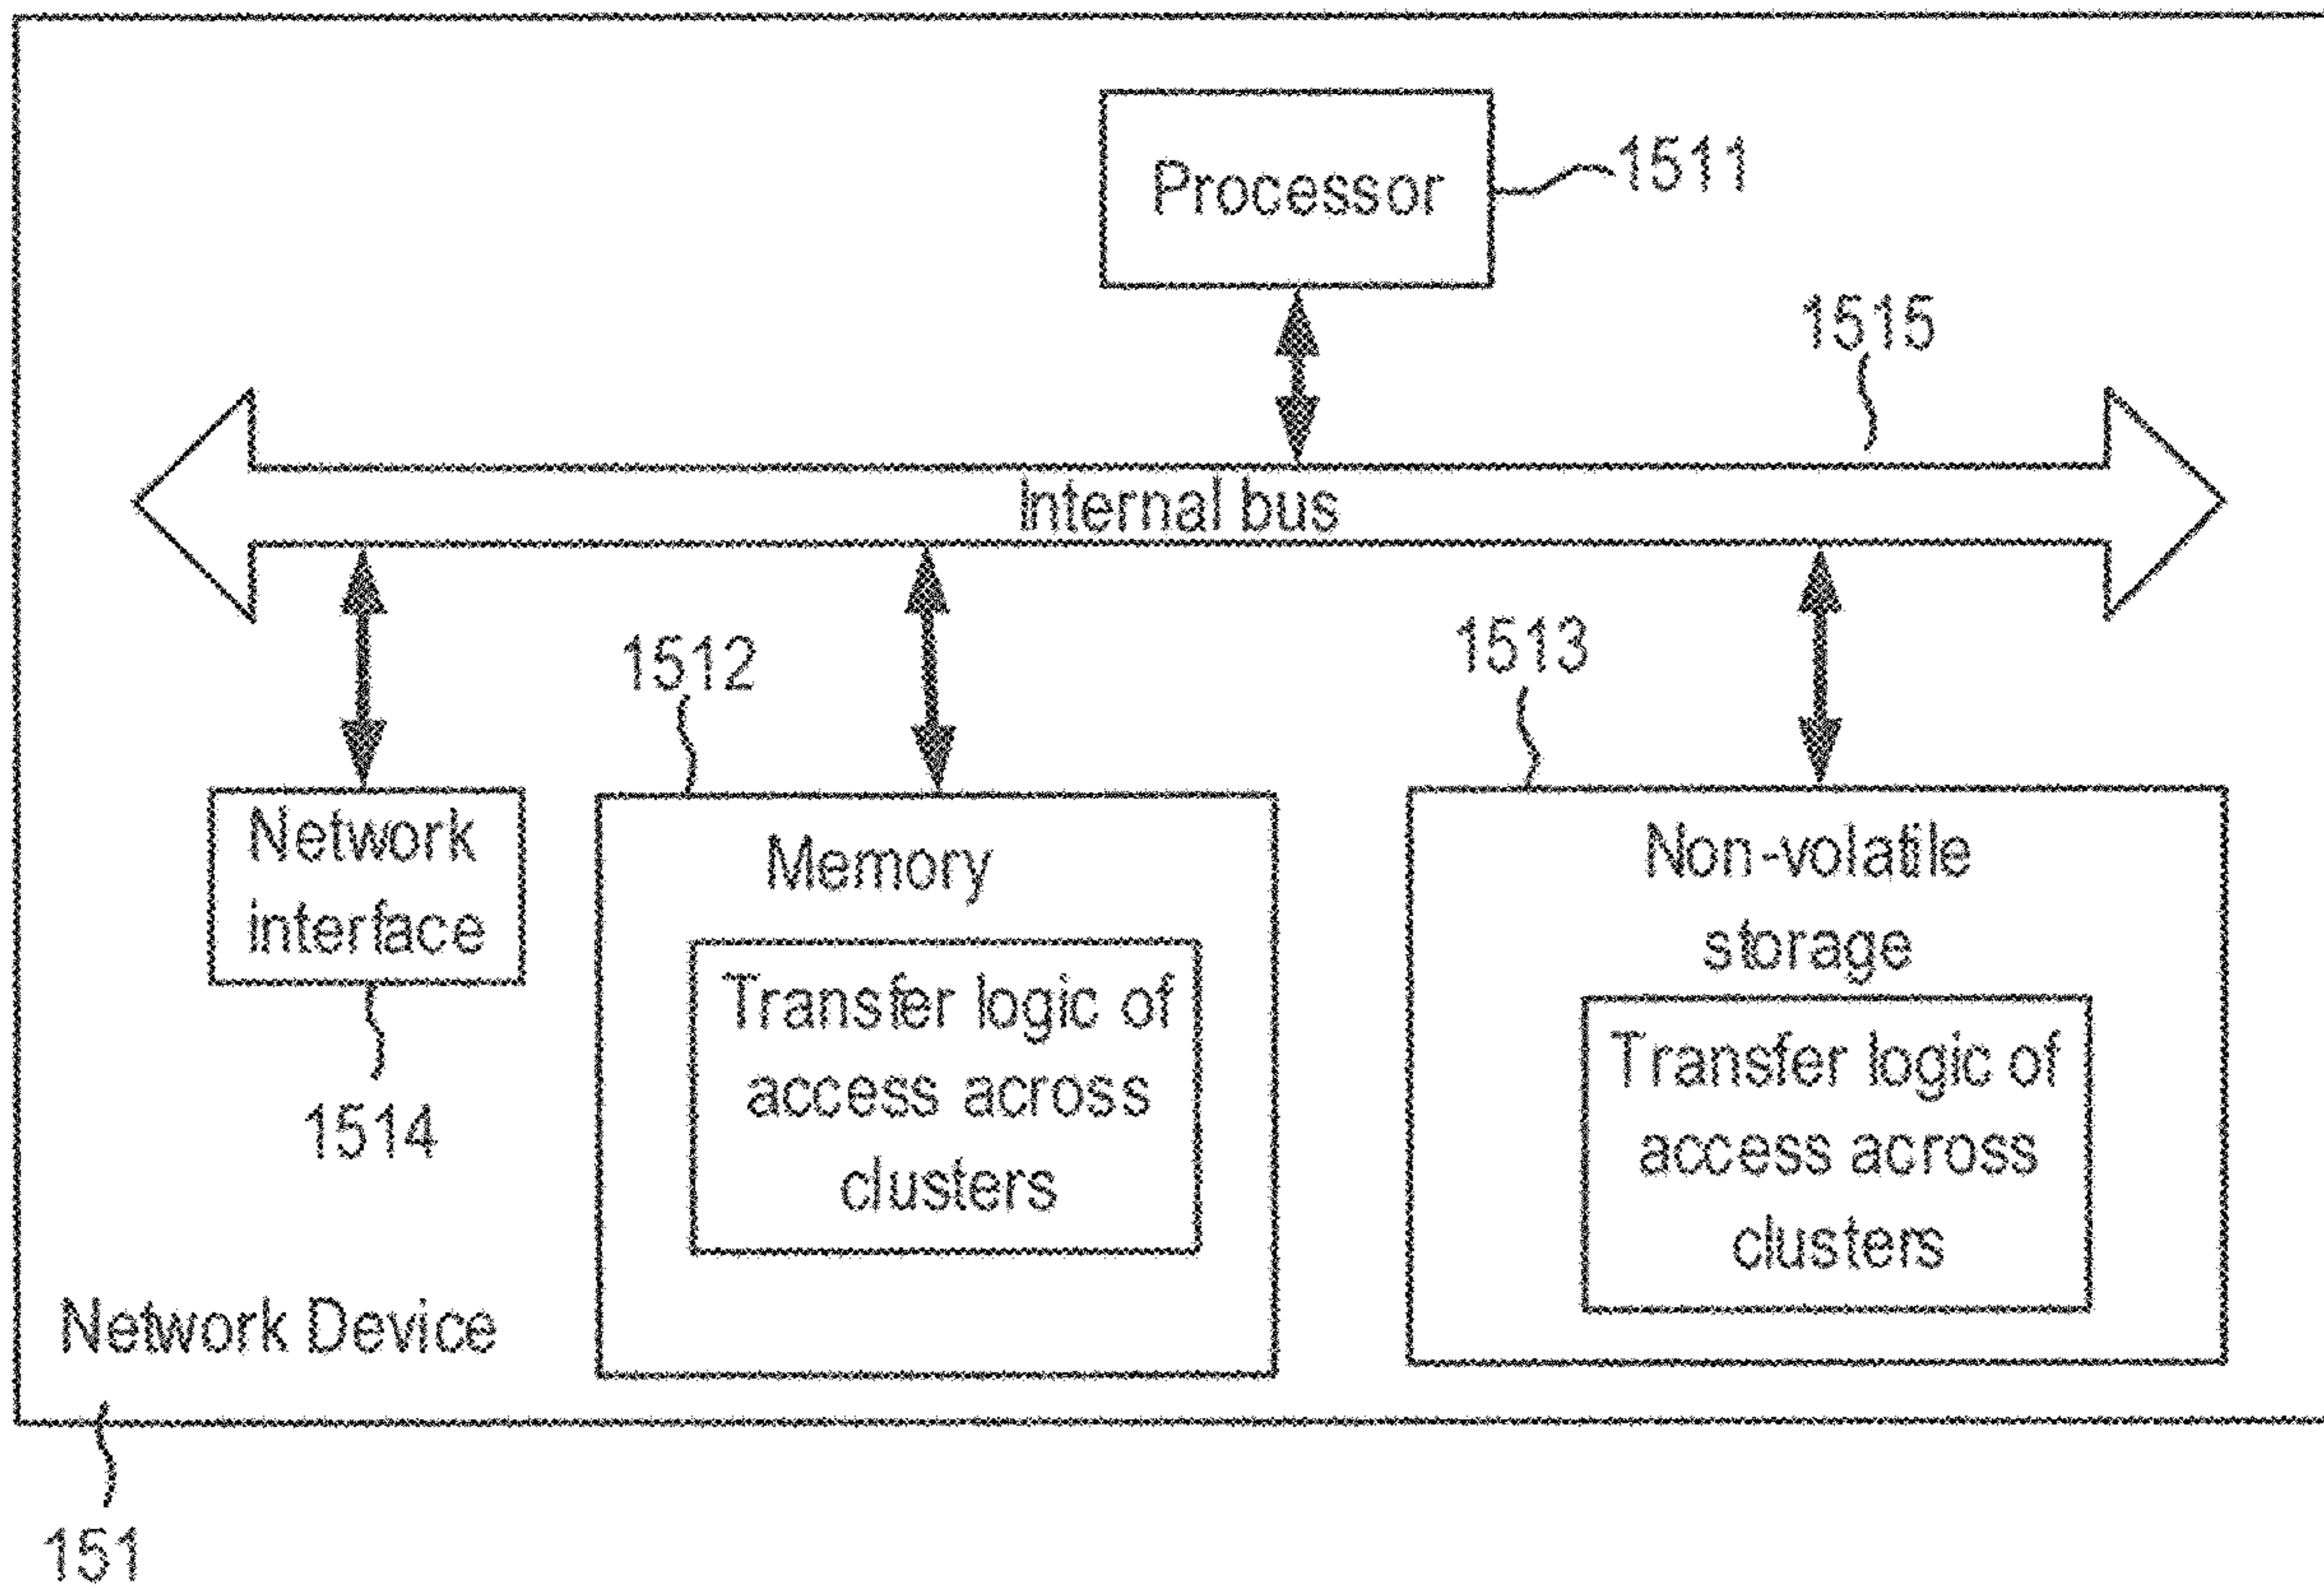 Processor
1511
1515
Internal bus
1512
1513
Network
interface
1514
Memory
Transfer logic of
access across
clusters
Non-volatile
storage
Transfer logic of
access across
clusters
Network Device
151